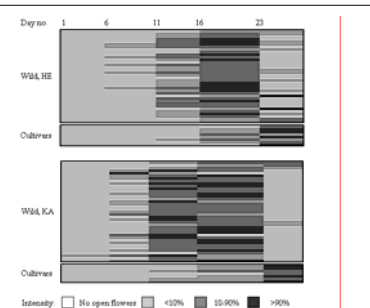 Day no. 1 6 11 16 23
Wild, HE
Cultivars
Wild, KA
Cultivars
Intensity: No open flowers <10% 10-90% >90%